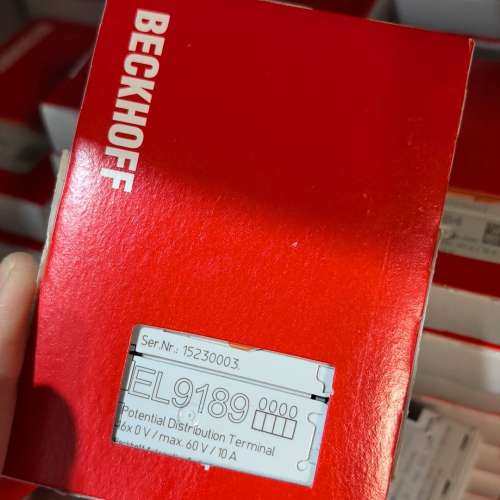 BECKHOFF
Ser.Nr.: 15230003
EL9189 0000
Potential Distribution Terminal
16x 0 V / max. 60 V / 10 A